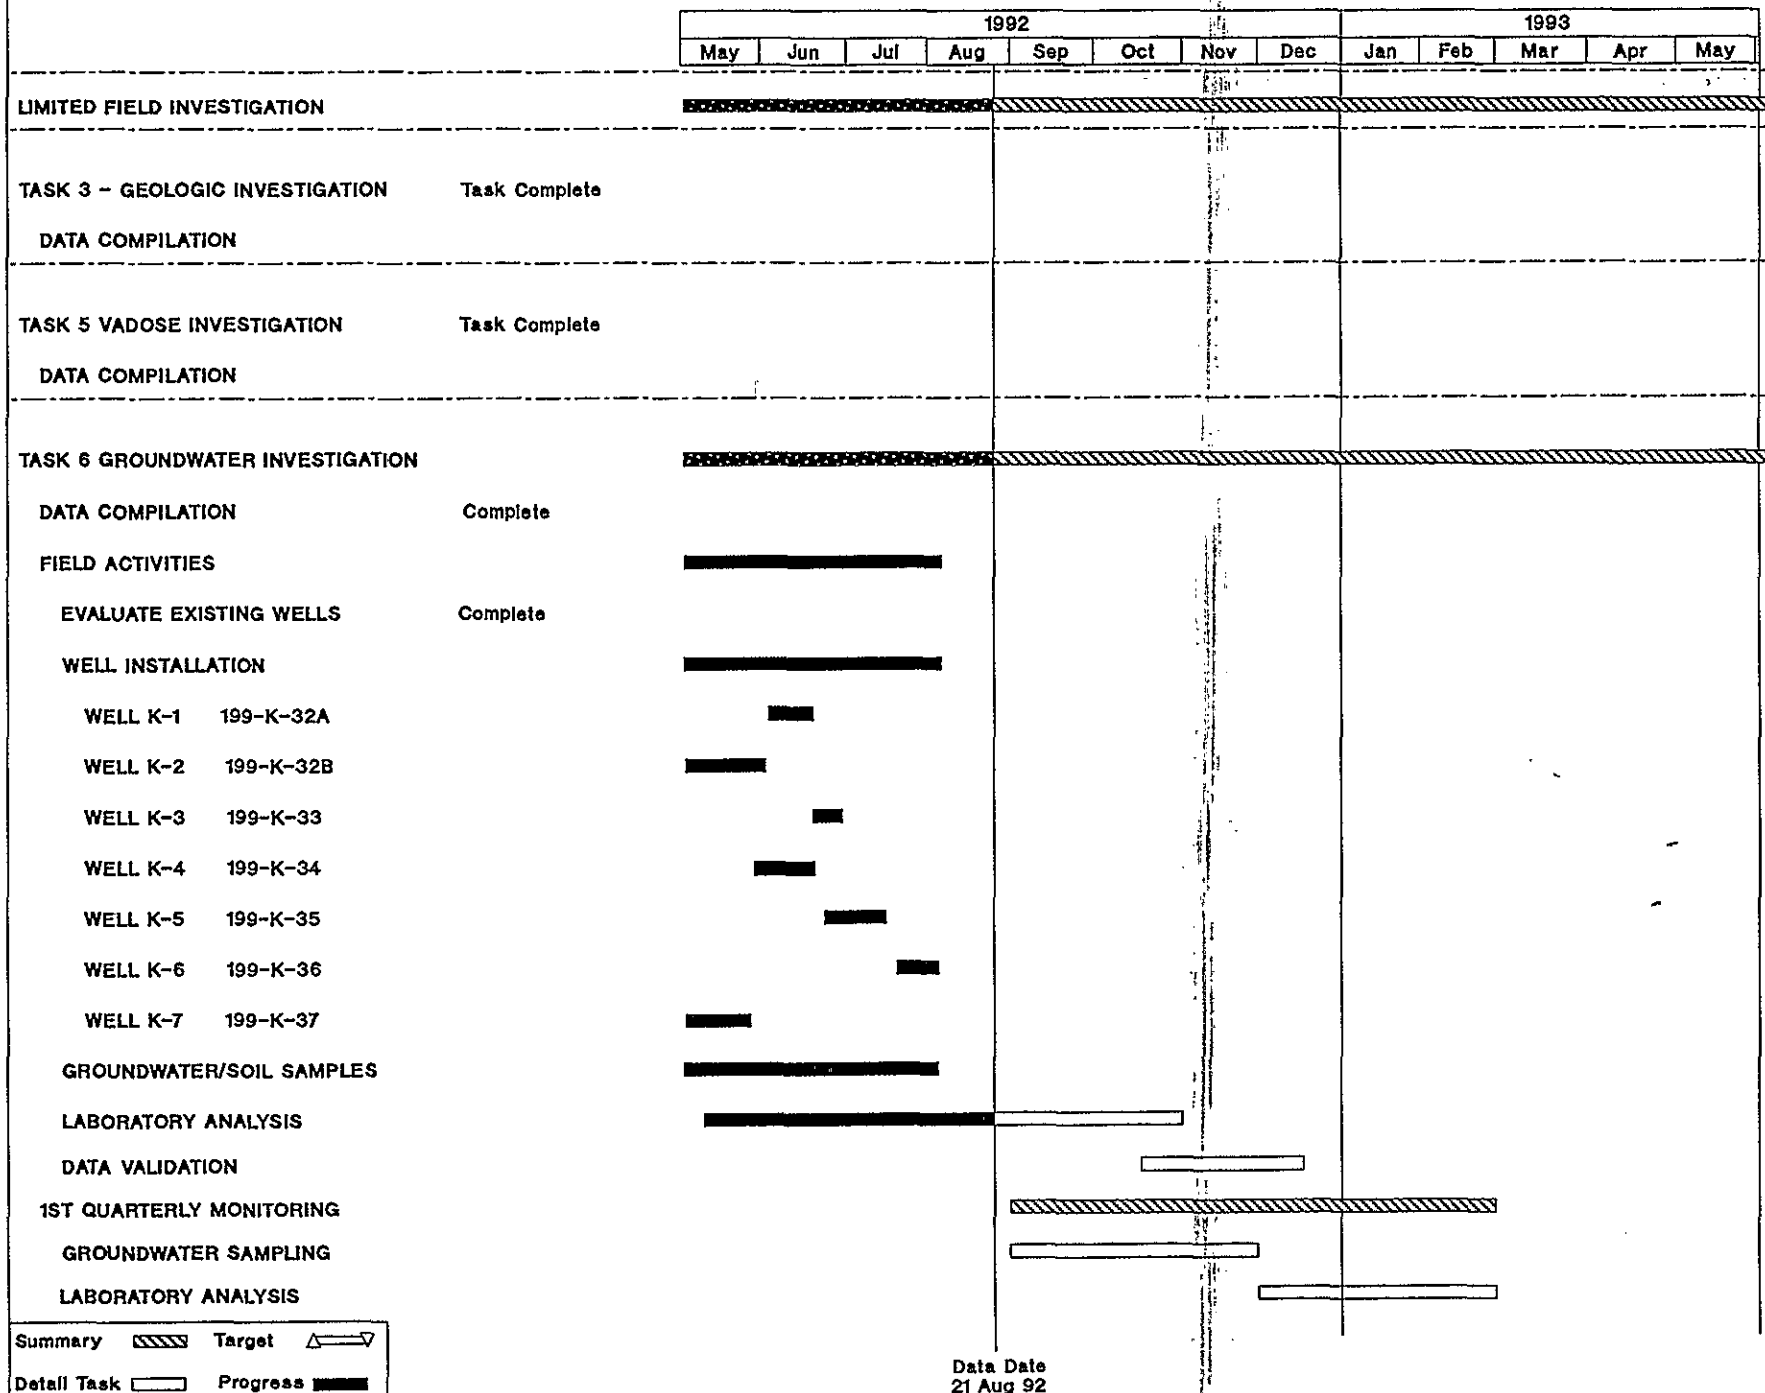 1992 1993
May Jun Jul Aug Sep Oct Nov Dec Jan Feb Mar Apr May
LIMITED FIELD INVESTIGATION
TASK 3 - GEOLOGIC INVESTIGATION Task Complete
DATA COMPILATION
TASK 5 VADOSE INVESTIGATION Task Complete
DATA COMPILATION
TASK 6 GROUNDWATER INVESTIGATION
DATA COMPILATION Complete
FIELD ACTIVITIES
EVALUATE EXISTING WELLS Complete
WELL INSTALLATION
WELL K-1 199-K-32A
WELL K-2 199-K-32B
WELL K-3 199-K-33
WELL K-4 199-K-34
WELL K-5 199-K-35
WELL K-6 199-K-36
WELL K-7 199-K-37
GROUNDWATER/SOIL SAMPLES
LABORATORY ANALYSIS
DATA VALIDATION
1ST QUARTERLY MONITORING
GROUNDWATER SAMPLING
LABORATORY ANALYSIS
Summary Target
Detail Task Progress
Data Date
21 Aug 92